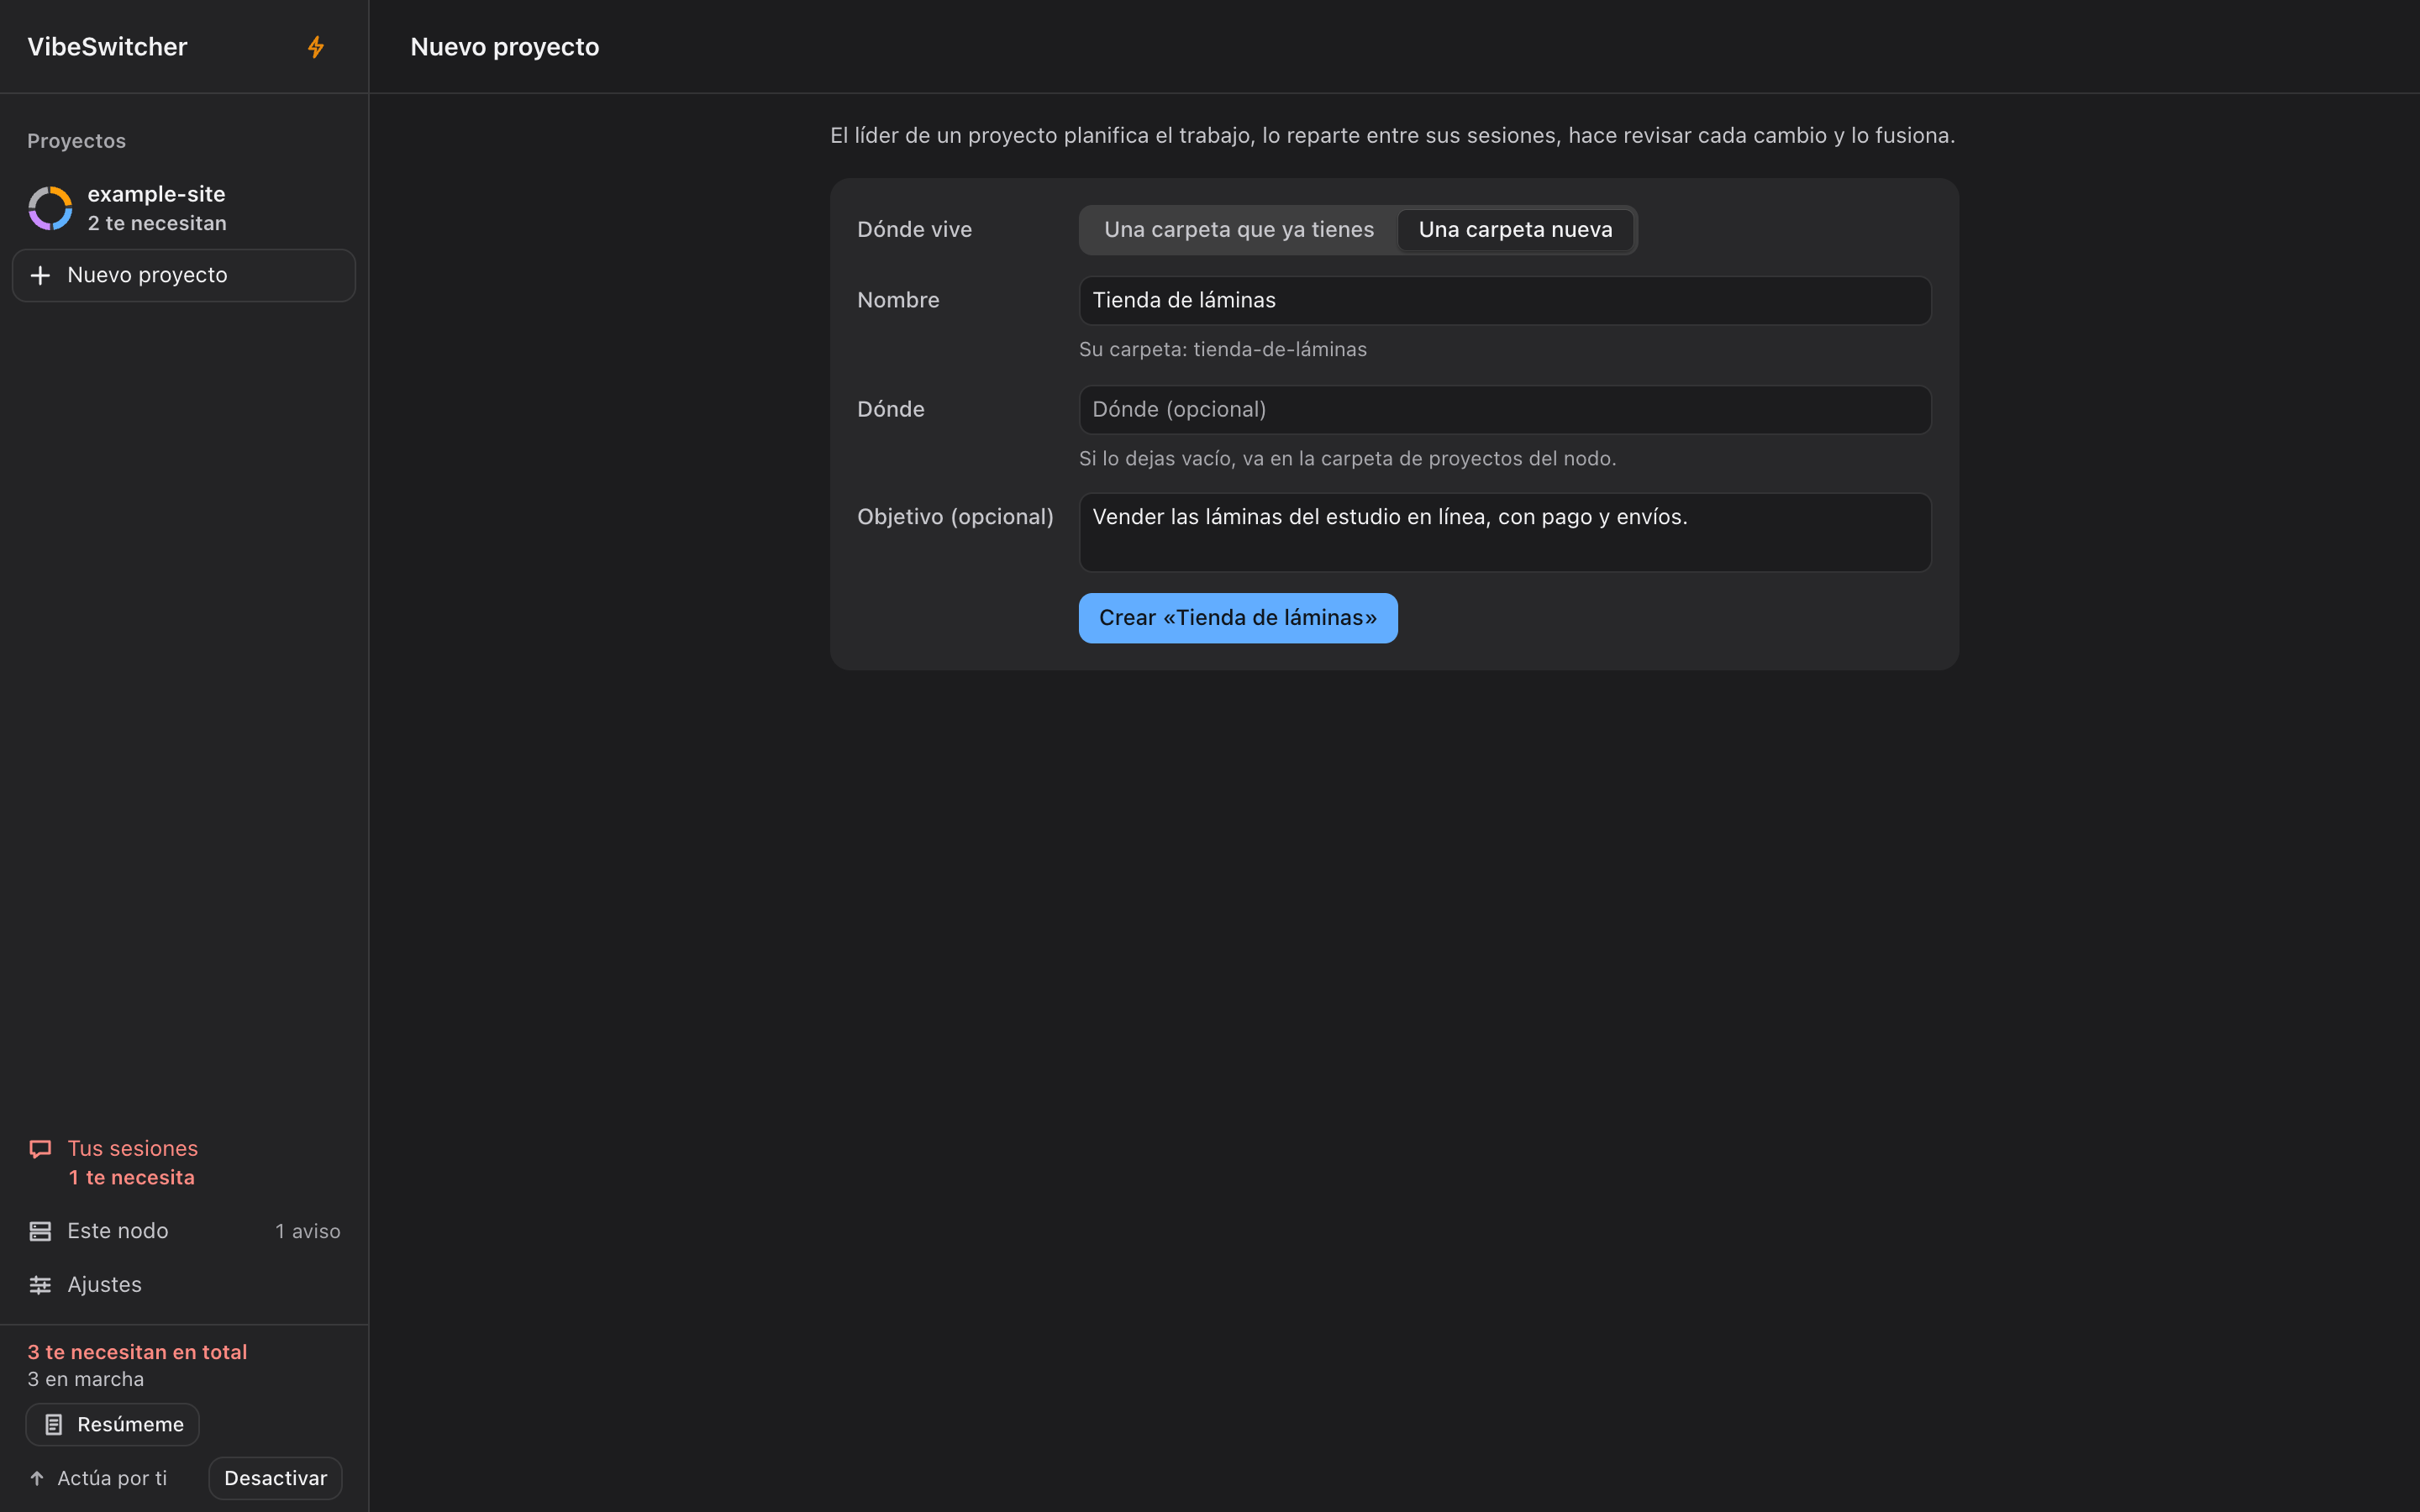 VibeSwitcher
Proyectos
example-site
2 te necesitan
Nuevo proyecto
Tus sesiones
1 te necesita
Este nodo
1 aviso
Ajustes
3 te necesitan en total
3 en marcha
Resúmeme
Actúa por ti
Desactivar
Nuevo proyecto
El líder de un proyecto planifica el trabajo, lo reparte entre sus sesiones, hace revisar cada cambio y lo fusiona.
Dónde vive
Una carpeta que ya tienes
Una carpeta nueva
Nombre
Tienda de láminas
Su carpeta: tienda-de-láminas
Dónde
Dónde (opcional)
Si lo dejas vacío, va en la carpeta de proyectos del nodo.
Objetivo (opcional)
Vender las láminas del estudio en línea, con pago y envíos.
Crear «Tienda de láminas»